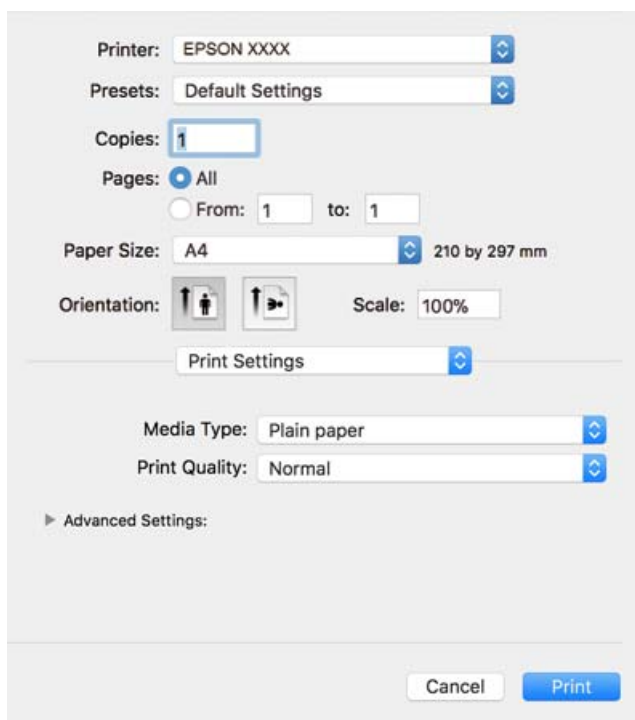 Printer: EPSON XXXX
Presets: Default Settings
Copies: 1
Pages: All
From: 1 to: 1
Paper Size: A4 210 by 297 mm
Orientation: Scale: 100%
Print Settings
Media Type: Plain paper
Print Quality: Normal
Advanced Settings:
Cancel Print